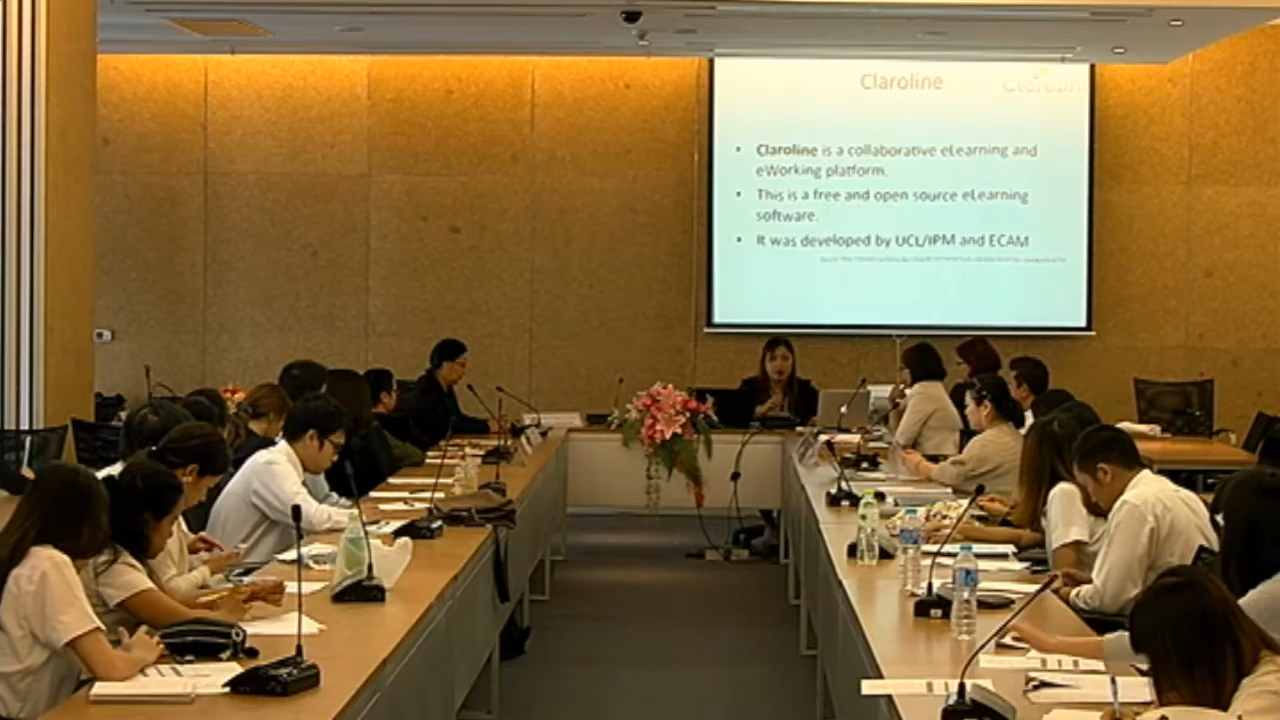 Claroline
• Claroline is a collaborative eLearning and
eWorking platform.
• This is a free and open source eLearning
software.
• It was developed by UCL/IPM and ECAM